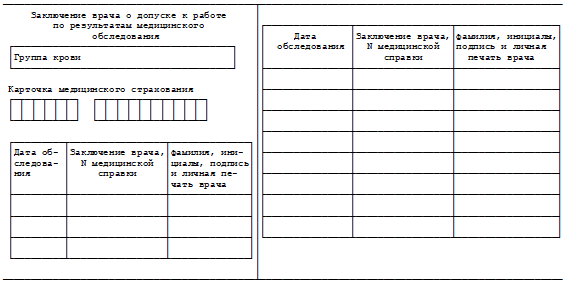 Заключение врача о допуске к работе
по результатам медицинского
обследования
Группа крови
Карточка медицинского страхования
Дата об-
следова-
ния
Заключение врача,
N медицинской
справки
фамилия, ини-
циалы, подпись
и личная пе-
чать врача
Дата
обследования
Заключение врача,
N медицинской
справки
фамилия, инициалы,
подпись и личная
печать врача